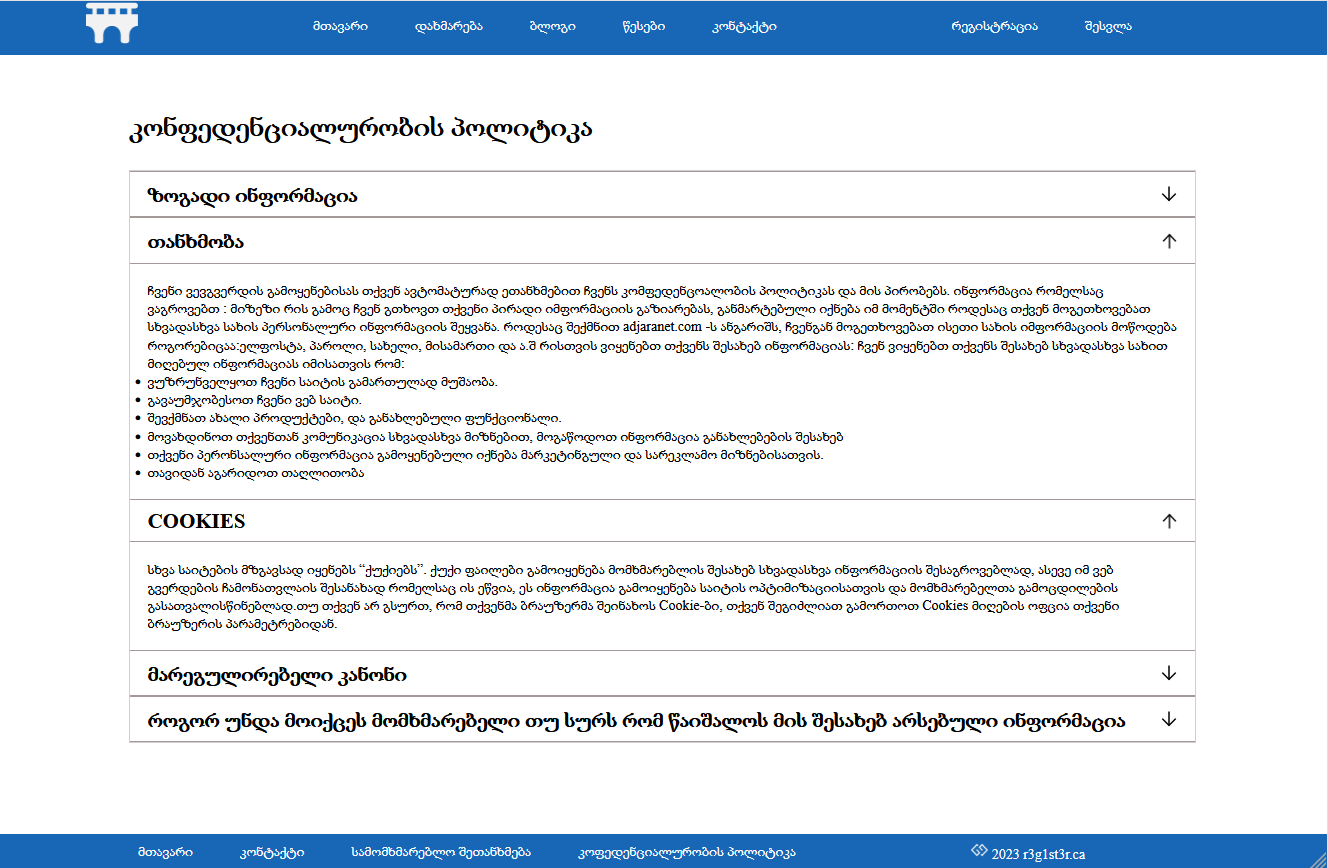 მთავარი დახმარება ბლოგი წესები კონტაქტი რეგისტრაცია შესვლა
კონფედენციალურობის პოლიტიკა
ზოგადი ინფორმაცია
თანხმობა
ჩვენი ვევგვერდის გამოყენებისას თქვენ ავტომატურად ეთანხმებით ჩვენს კომფედენცოალობის პოლიტიკას და მის პირობებს. ინფორმაცია რომელსაც
ვაგროვებთ : მიზეზი რის გამოც ჩვენ გთხოვთ თქვენი პირადი იმფორმაციის გაზიარებას, განმარტებული იქნება იმ მომენტში როდესაც თქვენ მოგეთხოვებათ
სხვადასხვა სახის პერსონალური ინფორმაციის შეყვანა. როდესაც შექმნით adjaranet.com -ს ანგარიშს, ჩვენგან მოგეთხოვებათ ისეთი სახის იმფორმაციის მოწოდება
როგორებიცაა:ელფოსტა, პაროლი, სახელი, მისამართი და ა.შ რისთვის ვიყენებთ თქვენს შესახებ ინფორმაციას: ჩვენ ვიყენებთ თქვენს შესახებ სხვადასხვა სახით
მიღებულ ინფორმაციას იმისათვის რომ:
• ვუზრუნველყოთ ჩვენი საიტის გამართულად მუშაობა.
• გავაუმჯობესოთ ჩვენი ვებ საიტი.
• შევქმნათ ახალი პროდუქტები, და განახლებული ფუნქციონალი.
• მოვახდინოთ თქვენთან კომუნიკაცია სხვადასხვა მიზნებით, მოგაწოდოთ ინფორმაცია განახლებების შესახებ
• თქვენი პერონსალური ინფორმაცია გამოყენებული იქნება მარკეტინგული და სარეკლამო მიზნებისათვის.
• თავიდან აგარიდოთ თაღლითობა
COOKIES
სხვა საიტების მზგავსად იყენებს “ქუქიებს”. ქუქი ფაილები გამოიყენება მომხმარებლის შესახებ სხვადასხვა ინფორმაციის შესაგროვებლად, ასევე იმ ვებ
გვერდების ჩამონათვლაის შესანახად რომელსაც ის ეწვია, ეს ინფორმაცია გამოიყენება საიტის ოპტიმიზაციისათვის და მომხმარებელთა გამოცდილების
გასათვალისწინებლად.თუ თქვენ არ გსურთ, რომ თქვენმა ბრაუზერმა შეინახოს Cookie-ბი, თქვენ შეგიძლიათ გამორთოთ Cookies მიღების ოფცია თქვენი
ბრაუზერის პარამეტრებიდან.
მარეგულირებელი კანონი
როგორ უნდა მოიქცეს მომხმარებელი თუ სურს რომ წაიშალოს მის შესახებ არსებული ინფორმაცია
მთავარი კონტაქტი სამომხმარებლო შეთანხმება კოფედენციალურობის პოლიტიკა 2023 r3g1st3r.ca